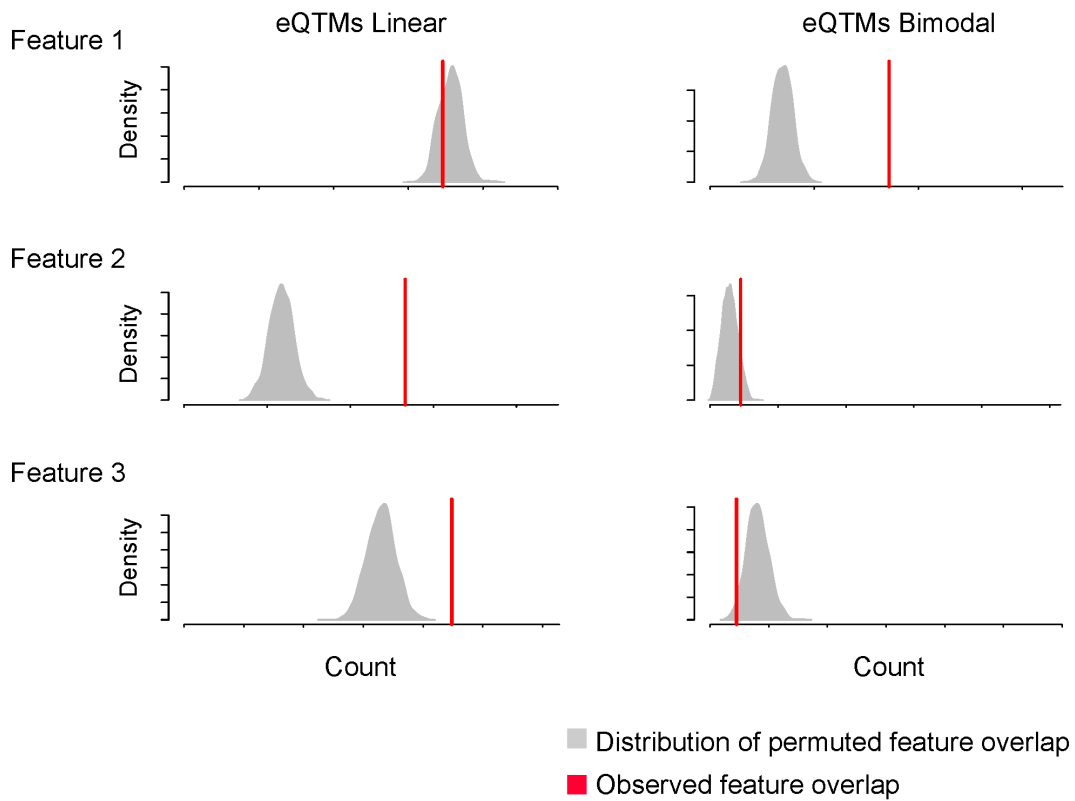 eQTMs Linear
eQTMs Bimodal
Feature 1
Density
Feature 2
Density
Feature 3
Density
Count
Count
Distribution of permuted feature overlap
Observed feature overlap